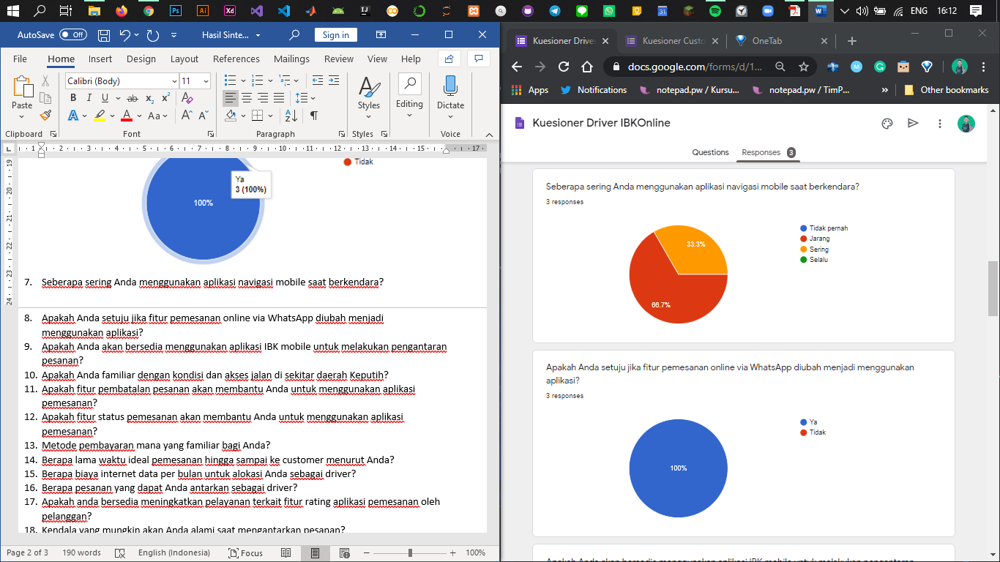 ENG 16:12
AutoSave Off Hasil Sinte... Sign in
File Home Insert Design Layout References Mailings Review View Help
Paste Calibri (Body) 11 Styles Editing Dictate
Clipboard Font Paragraph Styles Voice
Tidak
Ya
3 (100%)
100%
7. Seberapa sering Anda menggunakan aplikasi navigasi mobile saat berkendara?
8. Apakah Anda setuju jika fitur pemesanan online via WhatsApp diubah menjadi
menggunakan aplikasi?
9. Apakah Anda akan bersedia menggunakan aplikasi IBK mobile untuk melakukan pengantaran
pesanan?
10. Apakah Anda familiar dengan kondisi dan akses jalan di sekitar daerah Keputih?
11. Apakah fitur pembatalan pesanan akan membantu Anda untuk menggunakan aplikasi
pemesanan?
12. Apakah fitur status pemesanan akan membantu Anda untuk menggunakan aplikasi
pemesanan?
13. Metode pembayaran mana yang familiar bagi Anda?
14. Berapa lama waktu ideal pemesanan hingga sampai ke customer menurut Anda?
15. Berapa biaya internet data per bulan untuk alokasi Anda sebagai driver?
16. Berapa pesanan yang dapat Anda antarkan sebagai driver?
17. Apakah anda bersedia meningkatkan pelayanan terkait fitur rating aplikasi pemesanan oleh
pelanggan?
18. Kendala yang mungkin akan Anda alami saat mengantarkan pesanan?
Page 2 of 3 190 words English (Indonesia) Focus 100%
Kuesioner Drive Kuesioner Custo OneTab
docs.google.com/forms/d/1...
Apps Notifications notepad.pw / Kursu... notepad.pw / TimP... » Other bookmarks
Kuesioner Driver IBKOnline
Questions Responses 3
Seberapa sering Anda menggunakan aplikasi navigasi mobile saat berkendara?
3 responses
Tidak pernah
Jarang
Sering
Selalu
33.3%
66.7%
Apakah Anda setuju jika fitur pemesanan online via WhatsApp diubah menjadi menggunakan
aplikasi?
3 responses
Ya
Tidak
100%
Apakah Anda akan bersedia menggunakan aplikasi IBK mobile untuk melakukan pengantaran